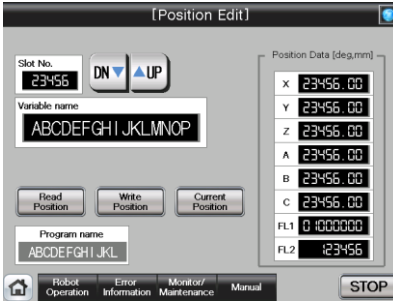 [Position Edit]
?
Slot No.
23456
DN▼
▲UP
Variable name
ABCDEFGHIJKLMNOP
Read
Position
Write
Position
Current
Position
Program name
ABCDEFGHIJKL
Position Data [deg,mm]
X 23456.00
Y 23456.00
Z 23456.00
A 23456.00
B 23456.00
C 23456.00
FL1 01000000
FL2 123456
Robot
Operation
Error
Information
Monitor/
Maintenance
Manual
STOP